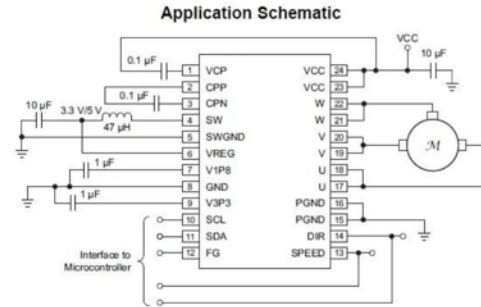 Application Schematic
VCC
0.1 µF
10 µF
1 VCP VCC 24
2 CPP VCC 23
0.1 µF
3 CPN W 22
10 µF 3.3 V/5 V
4 SW W 21
47 µH
5 SWGND V 20
6 VREG V 19
M
1 µF
7 V1P8 U 18
8 GND U 17
1 µF
9 V3P3 PGND 16
10 SCL PGND 15
11 SDA DIR 14
12 FG SPEED 13
Interface to
Microcontroller